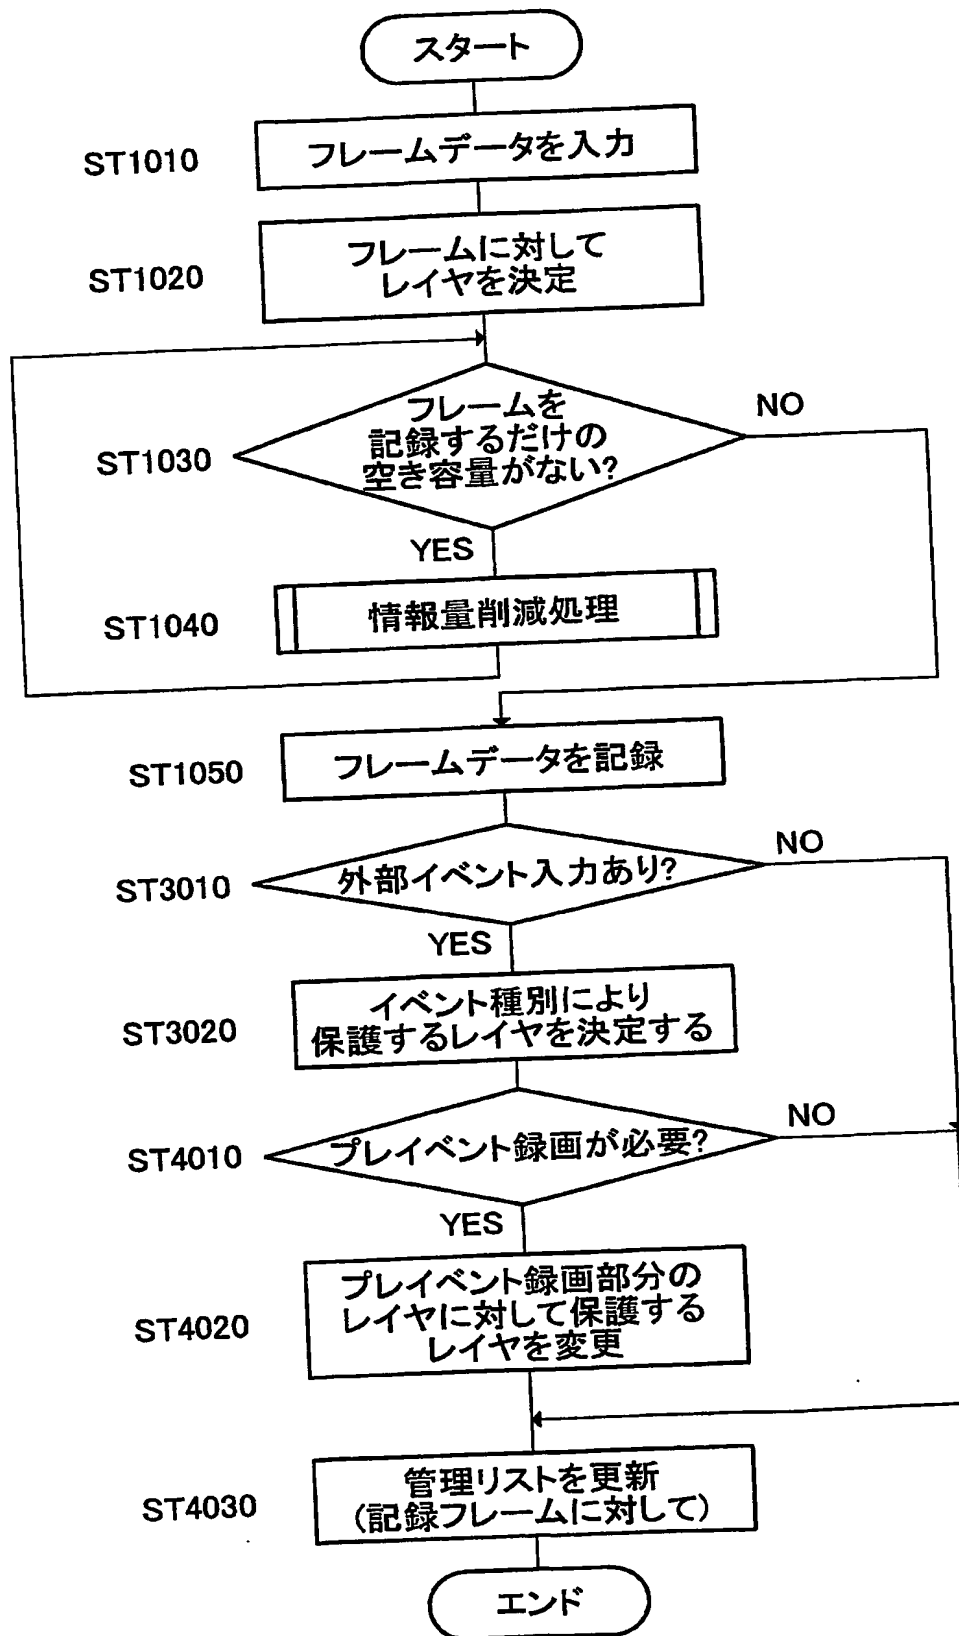 スタート
ST1010
フレームデータを入力
ST1020
フレームに対して
レイヤを決定
ST1030
フレームを
記録するだけの
空き容量がない?
NO
YES
ST1040
情報量削減処理
ST1050
フレームデータを記録
ST3010
外部イベント入力あり?
NO
YES
ST3020
イベント種別により
保護するレイヤを決定する
ST4010
プレイベント録画が必要?
NO
YES
ST4020
プレイベント録画部分の
レイヤに対して保護する
レイヤを変更
ST4030
管理リストを更新
(記録フレームに対して)
エンド